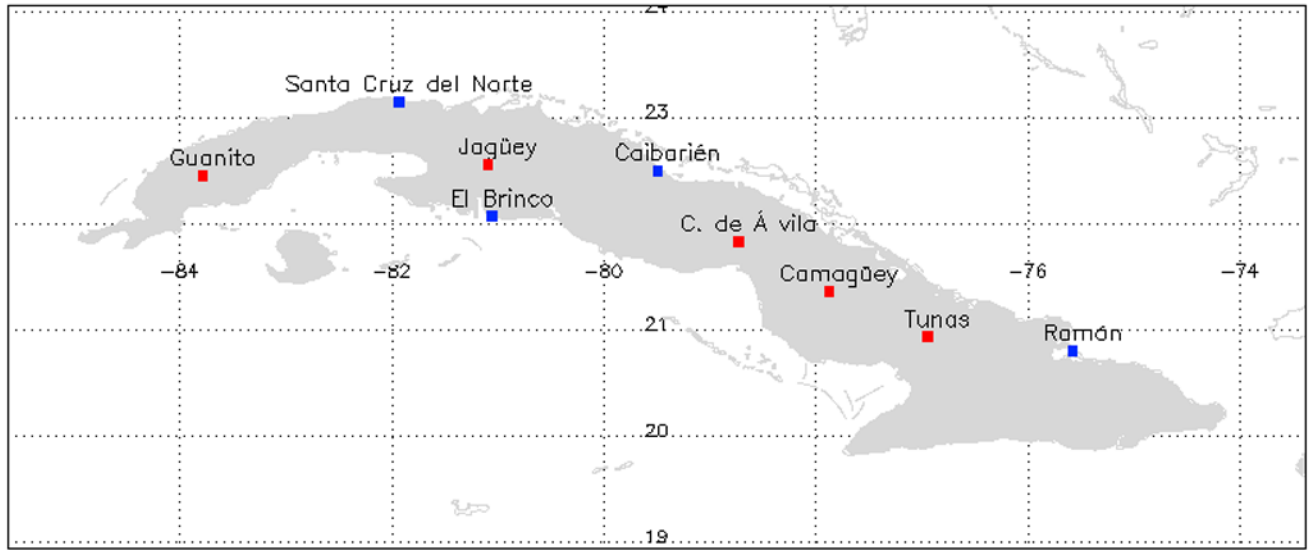 24
Santa Cruz del Norte
23
Guanito
Jagüey
Caibarién
El Brinco
C. de Á vila
-84
-82
-80
-76
-74
Camagüey
Tunas
21
Ramán
20
19